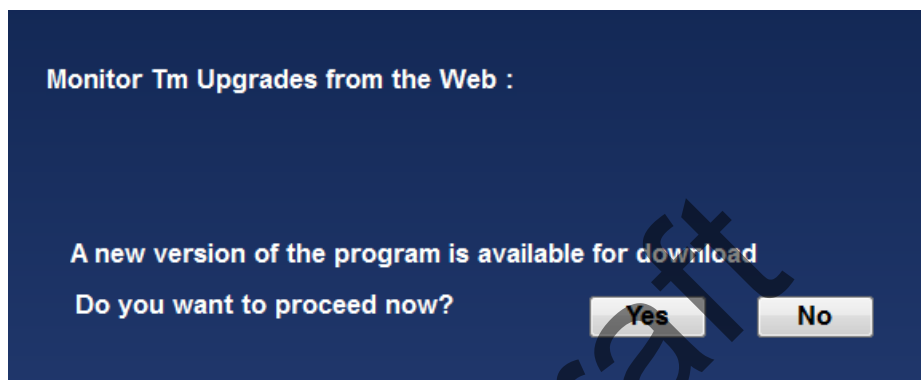 Monitor Tm Upgrades from the Web :
A new version of the program is available for download
Do you want to proceed now?
Yes
No